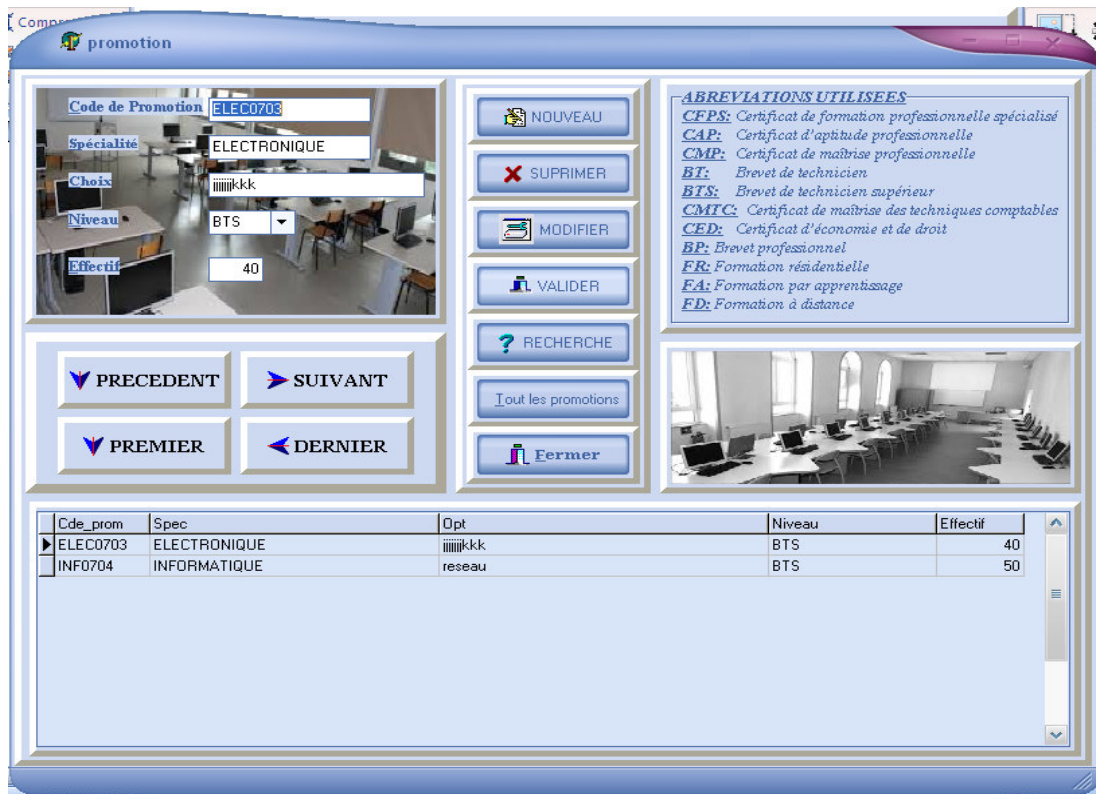 promotion
Code de Promotion ELEC0703
Spécialité ELECTRONIQUE
Choix iiiiiijkkk
Niveau BTS
Effectif 40
NOUVEAU
SUPRIMER
MODIFIER
VALIDER
RECHERCHE
Tout les promotions
Fermer
ABREVIATIONS UTILISEES
CFPS: Certificat de formation professionnelle spécialisé
CAP: Certificat d'aptitude professionnelle
CMP: Certificat de maîtrise professionnelle
BT: Brevet de technicien
BTS: Brevet de technicien supérieur
CMTC: Certificat de maîtrise des techniques comptables
CED: Certificat d'économie et de droit
BP: Brevet professionnel
FR: Formation résidentielle
FA: Formation par apprentissage
FD: Formation à distance
PRECEDENT
SUIVANT
PREMIER
DERNIER
Cde_prom Spec Opt Niveau Effectif
ELEC0703 ELECTRONIQUE iiiiiijkkk BTS 40
INF0704 INFORMATIQUE reseau BTS 50